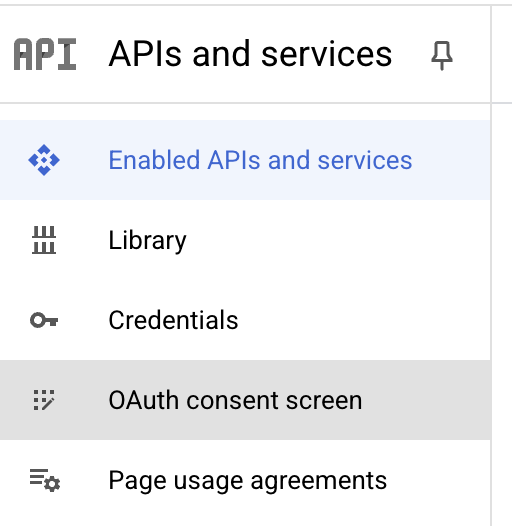 API APIs and services
Enabled APIs and services
Library
Credentials
OAuth consent screen
Page usage agreements